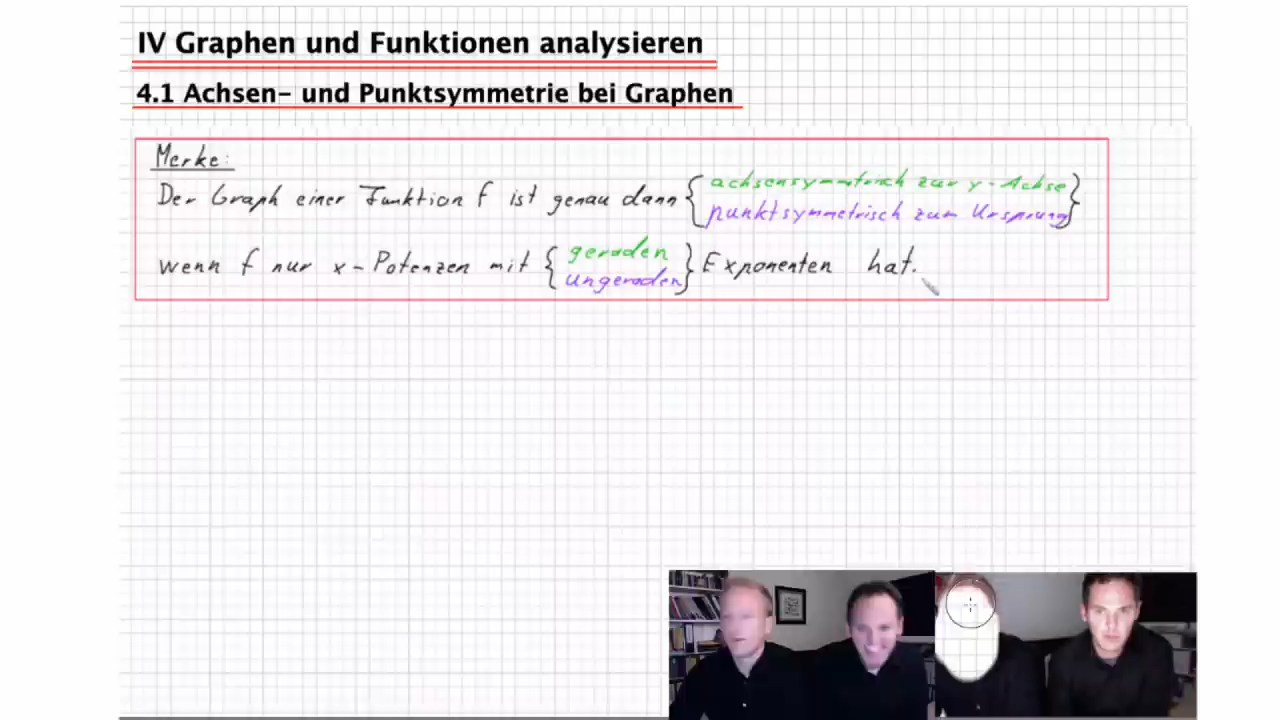 IV Graphen und Funktionen analysieren
4.1 Achsen- und Punktsymmetrie bei Graphen
Merke:
Der Graph einer Funktion f ist genau dann { achsensymmetrisch zur y-Achse
punktsymmetrisch zum Ursprung }
wenn f nur x-Potenzen mit { geraden
ungeraden } Exponenten hat.